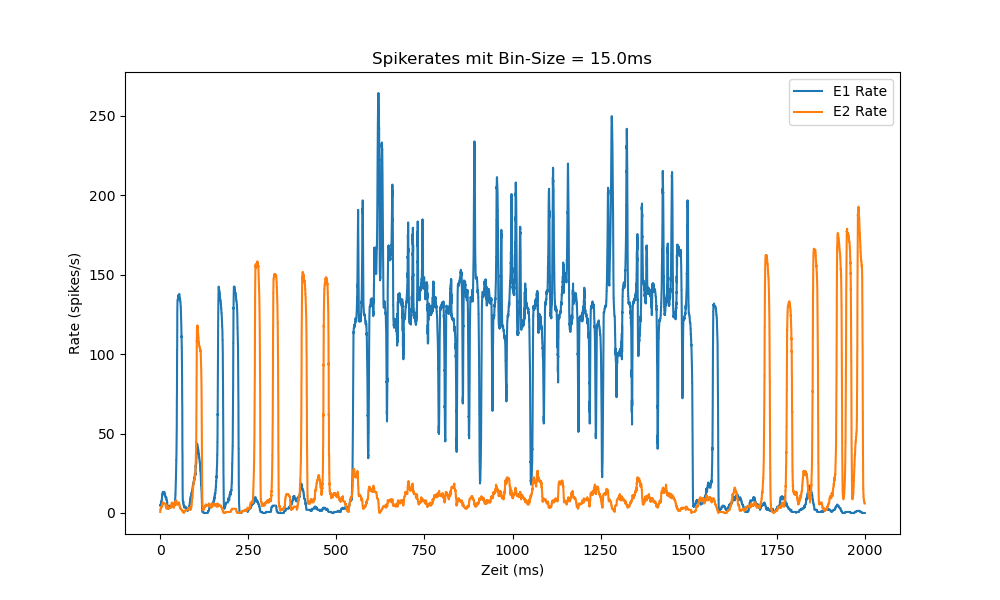 Spikerates mit Bin-Size = 15.0ms
E1 Rate
E2 Rate
250
200
150
100
50
0
Rate (spikes/s)
0 250 500 750 1000 1250 1500 1750 2000
Zeit (ms)